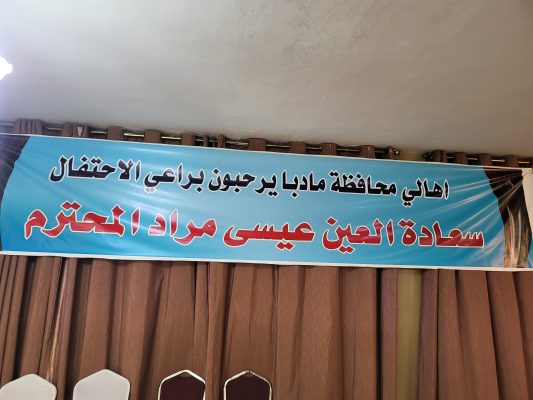 اهالي محافظة مادبا يرحبون براعي الاحتفال
سعادة العين عيسى مراد المحترم